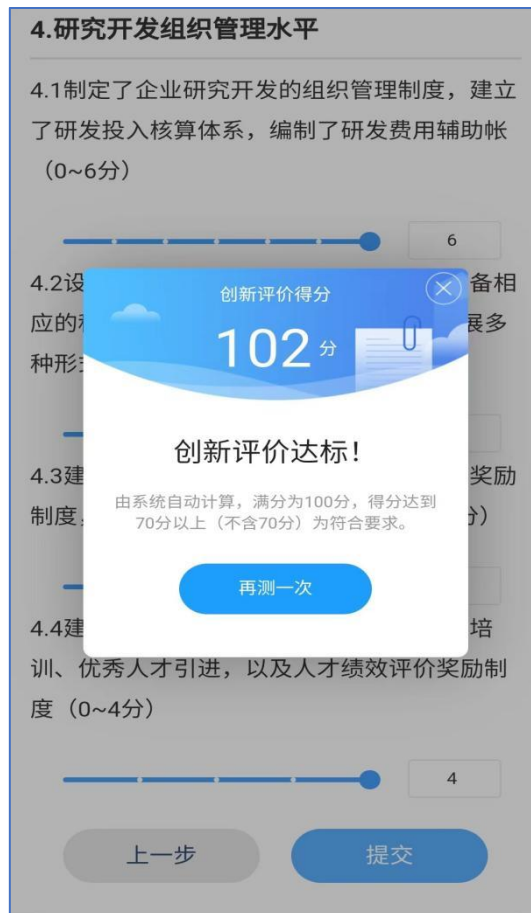 4.研究开发组织管理水平
4.1制定了企业研究开发的组织管理制度，建立
了研发投入核算体系，编制了研发费用辅助帐
（0~6分）
6
4.2设
备相
应的
展多
种形
创新评价得分
102 分
创新评价达标！
由系统自动计算，满分为100分，得分达到
70分以上（不含70分）为符合要求。
再测一次
4.3建
奖励
制度，
分）
4.4建
培
训、优秀人才引进，以及人才绩效评价奖励制
度（0~4分）
4
上一步
提交